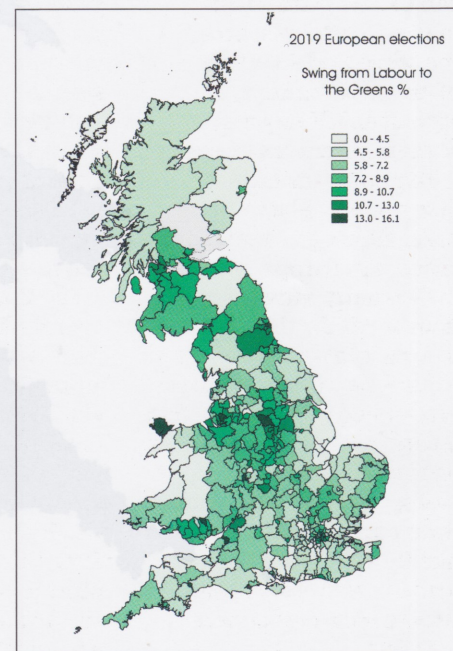 2019 European elections
Swing from Labour to
the Greens %
0.0 - 4.5
4.5 - 5.8
5.8 - 7.2
7.2 - 8.9
8.9 - 10.7
10.7 - 13.0
13.0 - 16.1